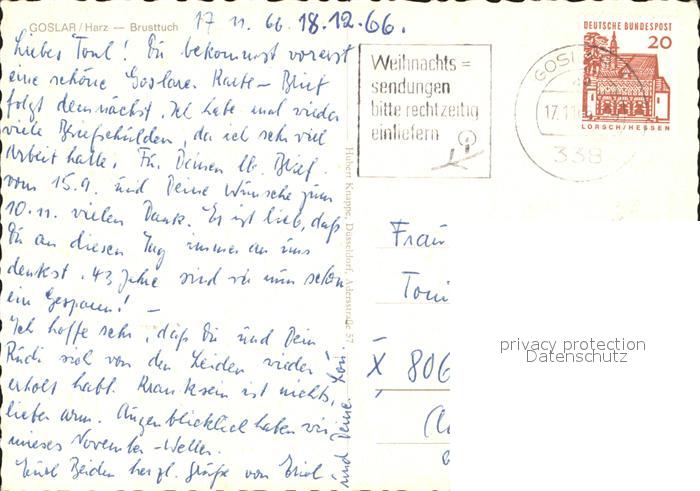 GOSLAR/Harz — Brusttuch
17 11. 66. 18.12.66.
Liebes Toni! Du bekommst vorerst
eine schöne Goslarer Karte – Brief
folgt demnächst. Ich habe mal wieder
viele Briefschulden, da ich sehr viel
Arbeit hatte. Für Deinen lb. Brief
vom 15.9. und Deine Wünsche zum
10.11. vielen Dank. Es ist lieb, daß
Du an diesen Tag immer an uns
denkst. 43 Jahre sind wir nun schon
ein Gespann! –
Ich hoffe sehr, daß Du und Dein
Rudi sich von den Leiden wieder
erholt habt. Kranksein ist nichts,
lieber arm. Augenblicklich haben wir
mieses November-Wetter.
Euch Beiden herzl. Grüße von
und Deine
Hubert Knappe, Düsseldorf, 57
Weihnachts=
sendungen
bitte rechtzeitig
einliefern
GOSL
17.11.
338
DEUTSCHE BUNDESPOST
20
LORSCH/HESSEN
Frau
Toni
X 806
privacy protection
Datenschutz